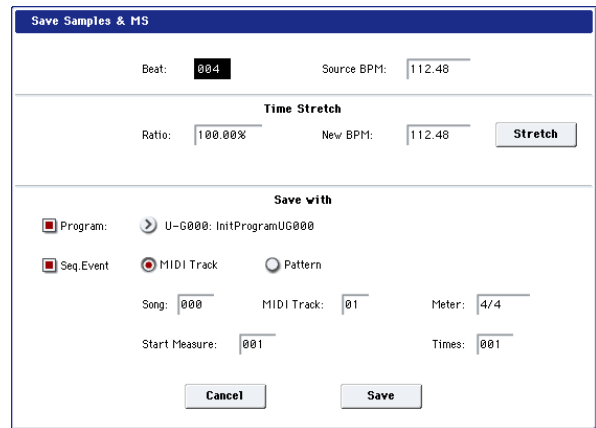 Save Samples & MS
Beat: 004 Source BPM: 112.48
Time Stretch
Ratio: 100.00% New BPM: 112.48 Stretch
Save with
Program: U-G000: InitProgramUG000
Seq.Event MIDI Track Pattern
Song: 000 MIDI Track: 01 Meter: 4/4
Start Measure: 001 Times: 001
Cancel Save